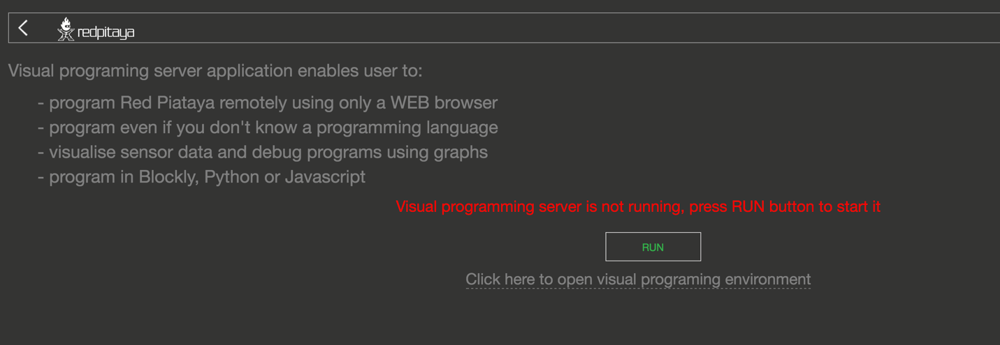 redpitaya
Visual programing server application enables user to:
- program Red Piataya remotely using only a WEB browser
- program even if you don't know a programming language
- visualise sensor data and debug programs using graphs
- program in Blockly, Python or Javascript
Visual programming server is not running, press RUN button to start it
RUN
Click here to open visual programing environment